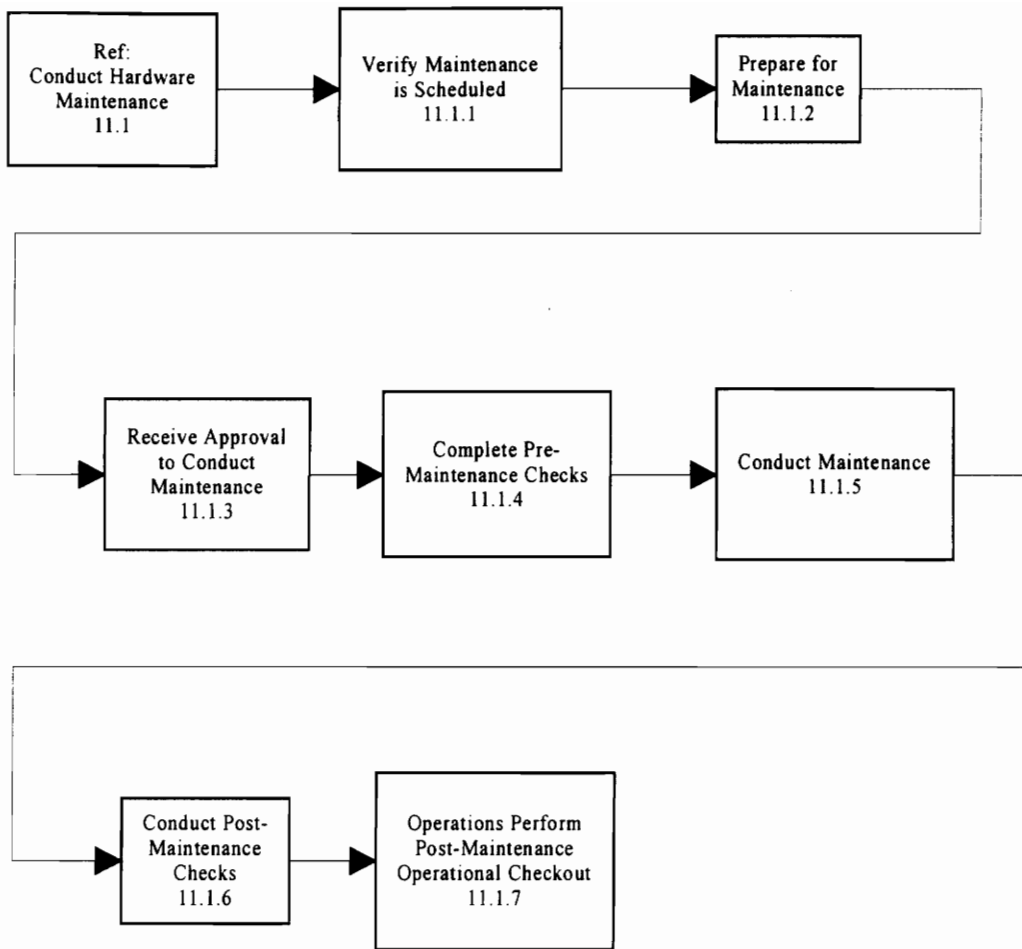 Ref:
Conduct Hardware
Maintenance
11.1
Verify Maintenance
is Scheduled
11.1.1
Prepare for
Maintenance
11.1.2
Receive Approval
to Conduct
Maintenance
11.1.3
Complete Pre-
Maintenance Checks
11.1.4
Conduct Maintenance
11.1.5
Conduct Post-
Maintenance
Checks
11.1.6
Operations Perform
Post-Maintenance
Operational Checkout
11.1.7